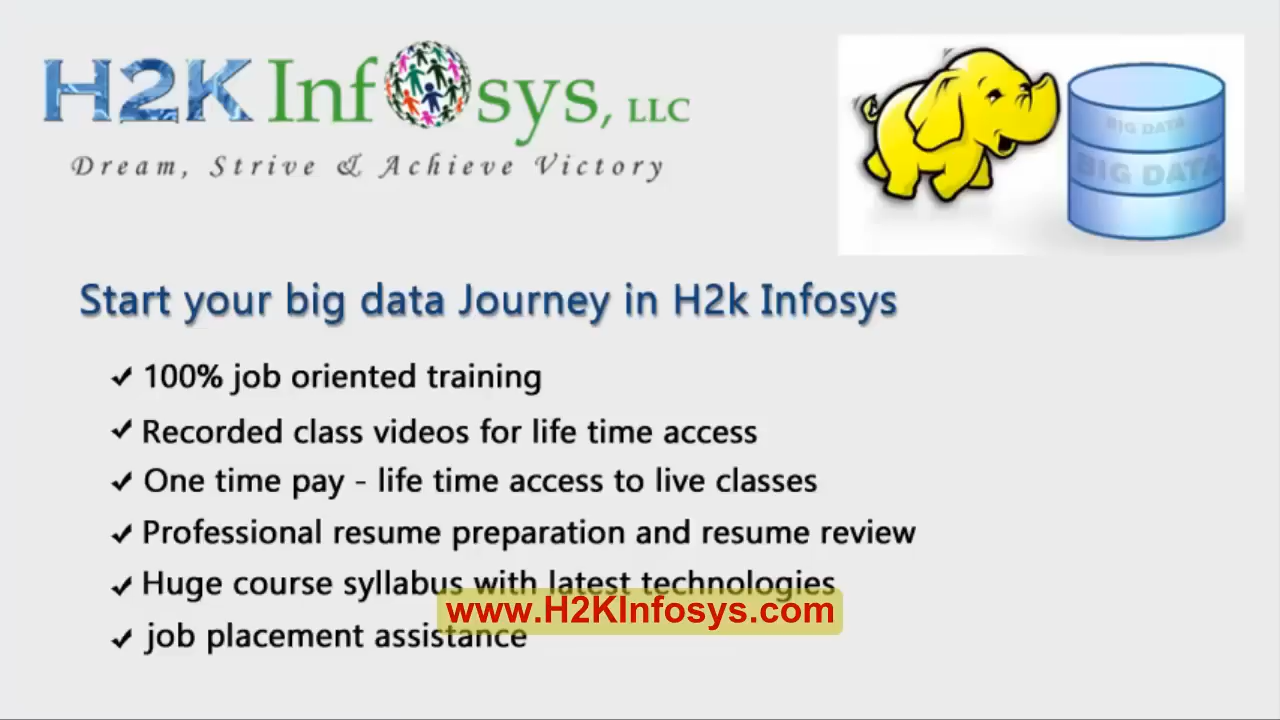 H2K Infosys, LLC
Dream, Strive & Achieve Victory
BIG DATA
BIG DATA
Start your big data Journey in H2k Infosys
✓ 100% job oriented training
✓ Recorded class videos for life time access
✓ One time pay - life time access to live classes
✓ Professional resume preparation and resume review
✓ Huge course syllabus with latest technologies
www.H2KInfosys.com
✓ job placement assistance